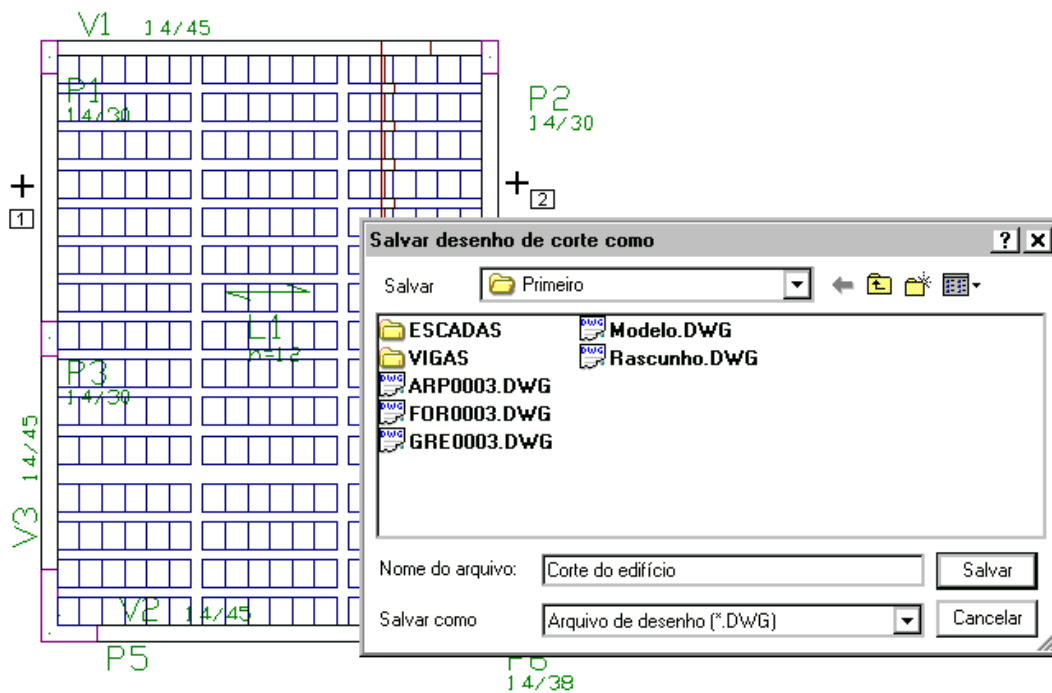 V1 14/45
P1
14/30
P2
14/30
1
2
L1
h=12
P3
14/30
V3 14/45
V2 14/45
P5
P6
14/38
Salvar desenho de corte como
Salvar Primeiro
ESCADAS
VIGAS
ARP0003.DWG
FOR0003.DWG
GRE0003.DWG
Modelo.DWG
Rascunho.DWG
Nome do arquivo: Corte do edifício Salvar
Salvar como Arquivo de desenho (*.DWG) Cancelar